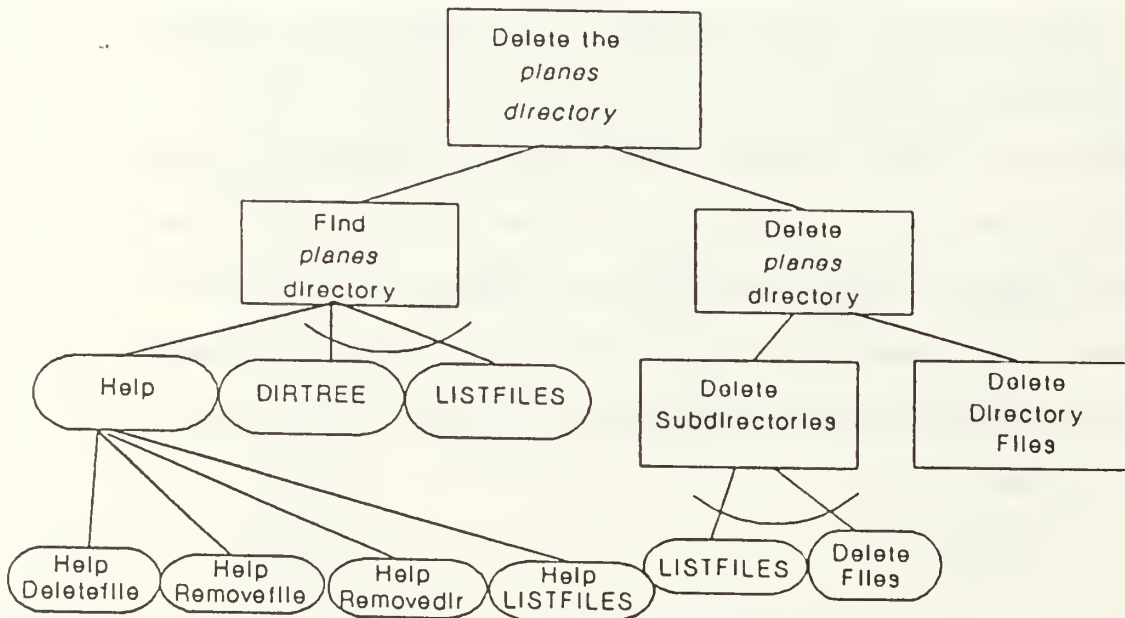 Delete the
planes
directory
Find
planes
directory
Delete
planes
directory
Help
DIRTREE
LISTFILES
Delete
Subdirectories
Delete
Directory
Files
Help
Deletefile
Help
Removefile
Help
Removedir
Help
LISTFILES
LISTFILES
Delete
Files